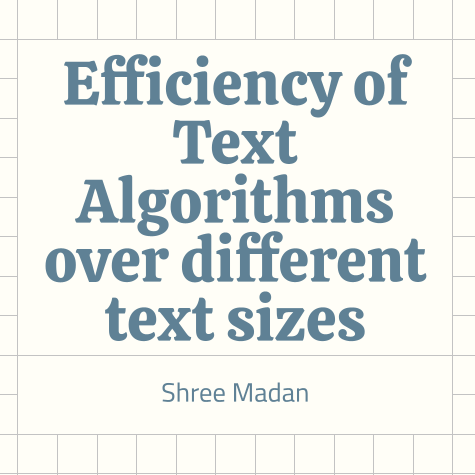 Efficiency of
Text
Algorithms
over different
text sizes
Shree Madan